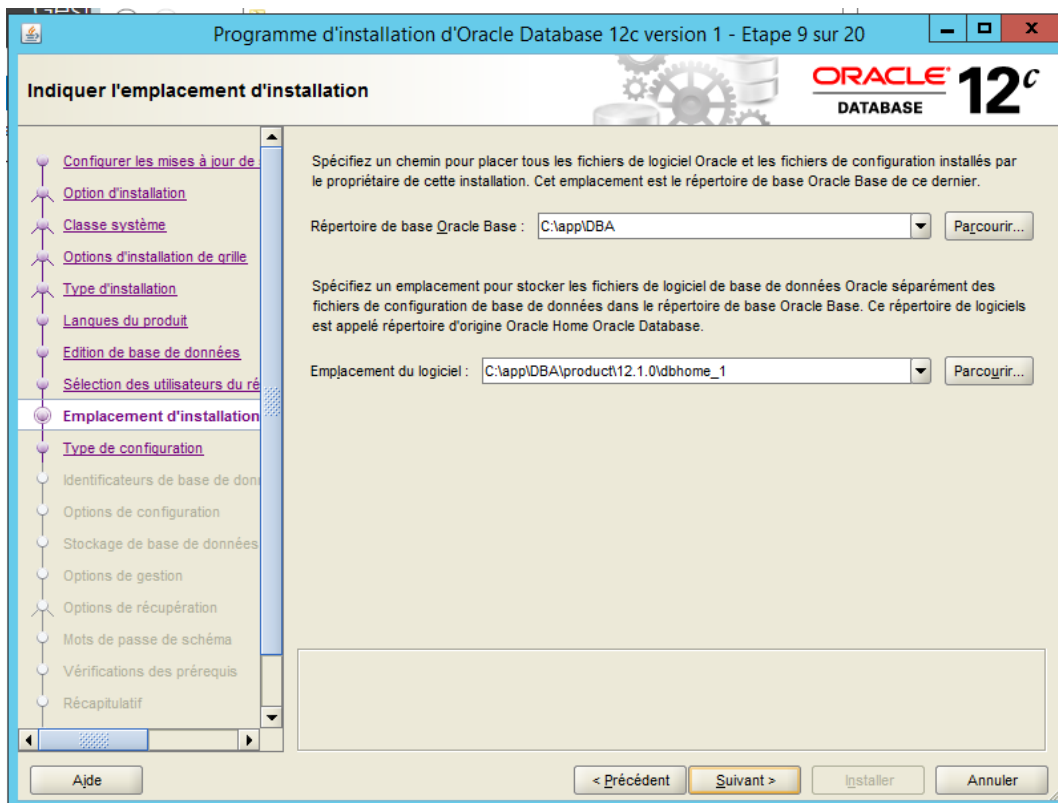 Programme d'installation d'Oracle Database 12c version 1 - Etape 9 sur 20
Indiquer l'emplacement d'installation
ORACLE
DATABASE
12c
Configurer les mises à jour de
Option d'installation
Classe système
Options d'installation de grille
Type d'installation
Langues du produit
Edition de base de données
Sélection des utilisateurs du ré
Emplacement d'installation
Type de configuration
Identificateurs de base de don
Options de configuration
Stockage de base de données
Options de gestion
Options de récupération
Mots de passe de schéma
Vérifications des prérequis
Récapitulatif
Spécifiez un chemin pour placer tous les fichiers de logiciel Oracle et les fichiers de configuration installés par
le propriétaire de cette installation. Cet emplacement est le répertoire de base Oracle Base de ce dernier.
Répertoire de base Oracle Base : C:\app\DBA Parcourir...
Spécifiez un emplacement pour stocker les fichiers de logiciel de base de données Oracle séparément des
fichiers de configuration de base de données dans le répertoire de base Oracle Base. Ce répertoire de logiciels
est appelé répertoire d'origine Oracle Home Oracle Database.
Emplacement du logiciel : C:\app\DBA\product\12.1.0\dbhome_1 Parcourir...
Aide < Précédent Suivant > Installer Annuler